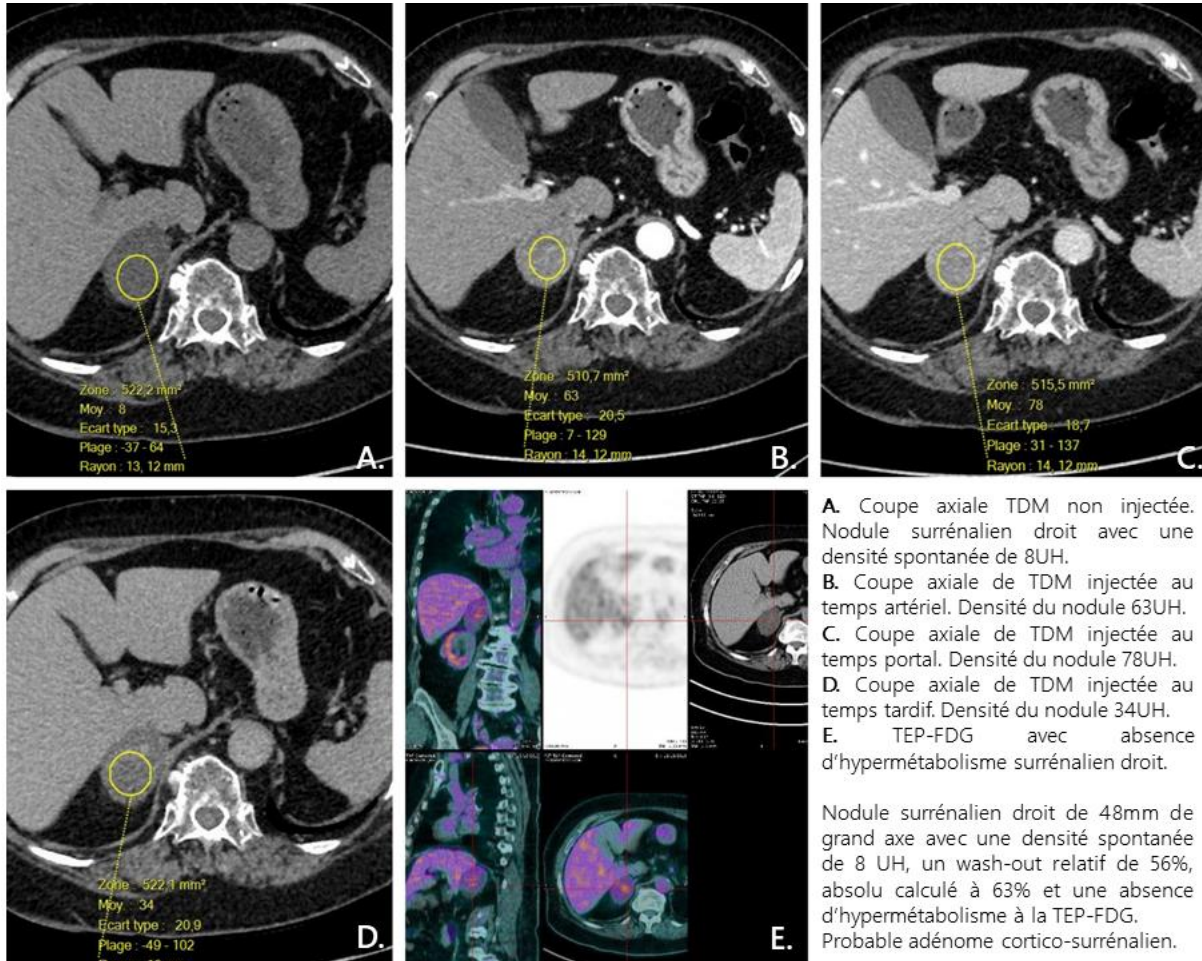 Zone : 522,2 mm²
Moy. : 8
Ecart type : 15,3
Plage : -37 - 64
Rayon : 13, 12 mm
A.
Zone : 510,7 mm²
Moy. : 63
Ecart type : 20,5
Plage : 7 - 129
Rayon : 14, 12 mm
B.
Zone : 515,5 mm²
Moy. : 78
Ecart type : 18,7
Plage : 31 - 137
Rayon : 14, 12 mm
C.
Zone : 522,1 mm²
Moy. : 34
Ecart type : 20,9
Plage : -49 - 102
D.
E.
A. Coupe axiale TDM non injectée.
Nodule surrénalien droit avec une
densité spontanée de 8UH.
B. Coupe axiale de TDM injectée au
temps artériel. Densité du nodule 63UH.
C. Coupe axiale de TDM injectée au
temps portal. Densité du nodule 78UH.
D. Coupe axiale de TDM injectée au
temps tardif. Densité du nodule 34UH.
E. TEP-FDG avec absence
d'hypermétabolisme surrénalien droit.
Nodule surrénalien droit de 48mm de
grand axe avec une densité spontanée
de 8 UH, un wash-out relatif de 56%,
absolu calculé à 63% et une absence
d'hypermétabolisme à la TEP-FDG.
Probable adénome cortico-surrénalien.